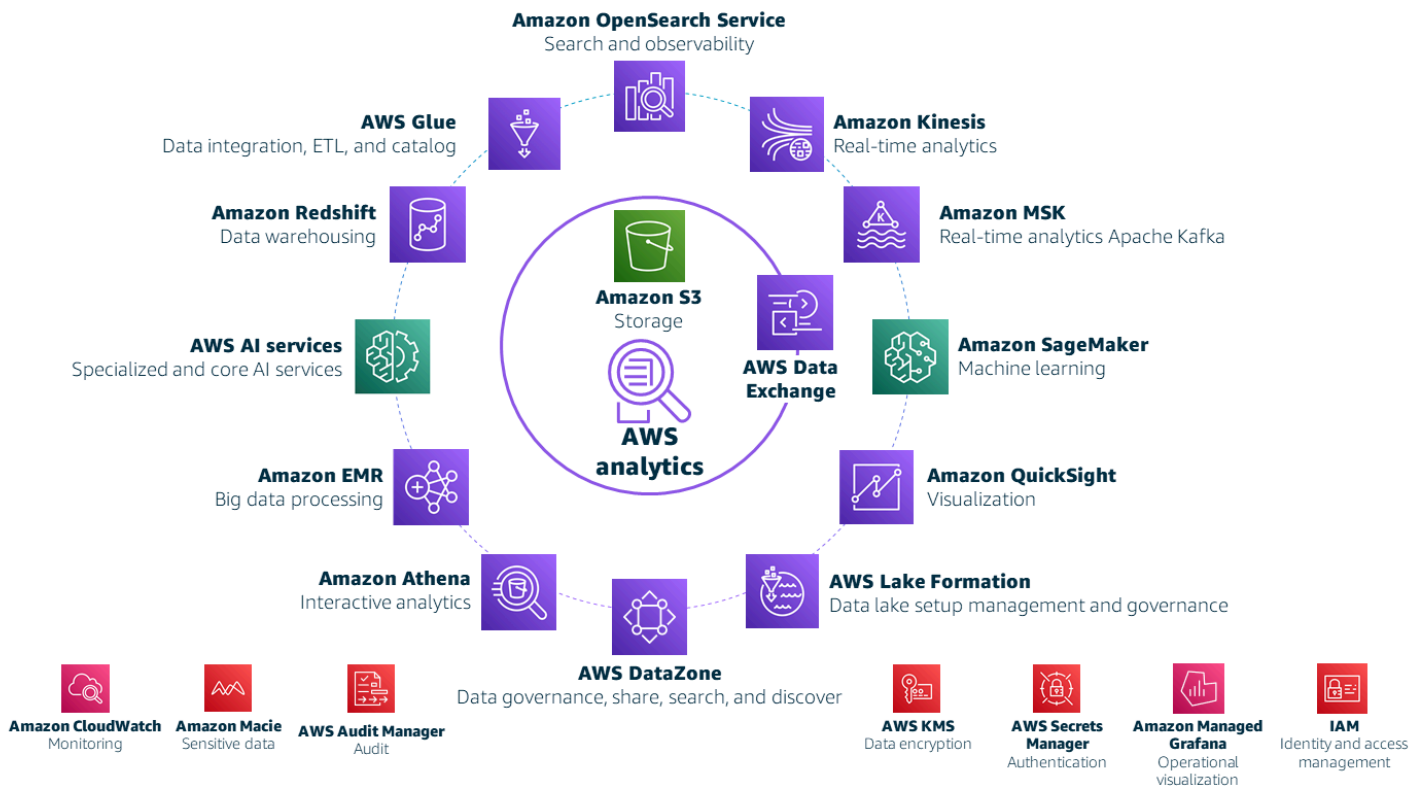 Amazon OpenSearch Service
Search and observability
AWS Glue
Data integration, ETL, and catalog
Amazon Kinesis
Real-time analytics
Amazon Redshift
Data warehousing
Amazon MSK
Real-time analytics Apache Kafka
K
Amazon S3
Storage
AWS Data
Exchange
AWS AI services
Specialized and core AI services
Amazon SageMaker
Machine learning
AWS
analytics
Amazon EMR
Big data processing
Amazon QuickSight
Visualization
Amazon Athena
Interactive analytics
AWS Lake Formation
Data lake setup management and governance
AWS DataZone
Data governance, share, search, and discover
Amazon CloudWatch
Monitoring
Amazon Macie
Sensitive data
AWS Audit Manager
Audit
AWS KMS
Data encryption
AWS Secrets
Manager
Authentication
Amazon Managed
Grafana
Operational
visualization
IAM
Identity and access
management